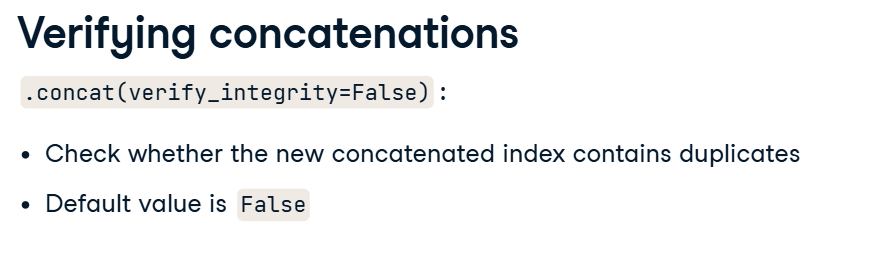 Verifying concatenations
.concat(verify_integrity=False) :
• Check whether the new concatenated index contains duplicates
• Default value is False